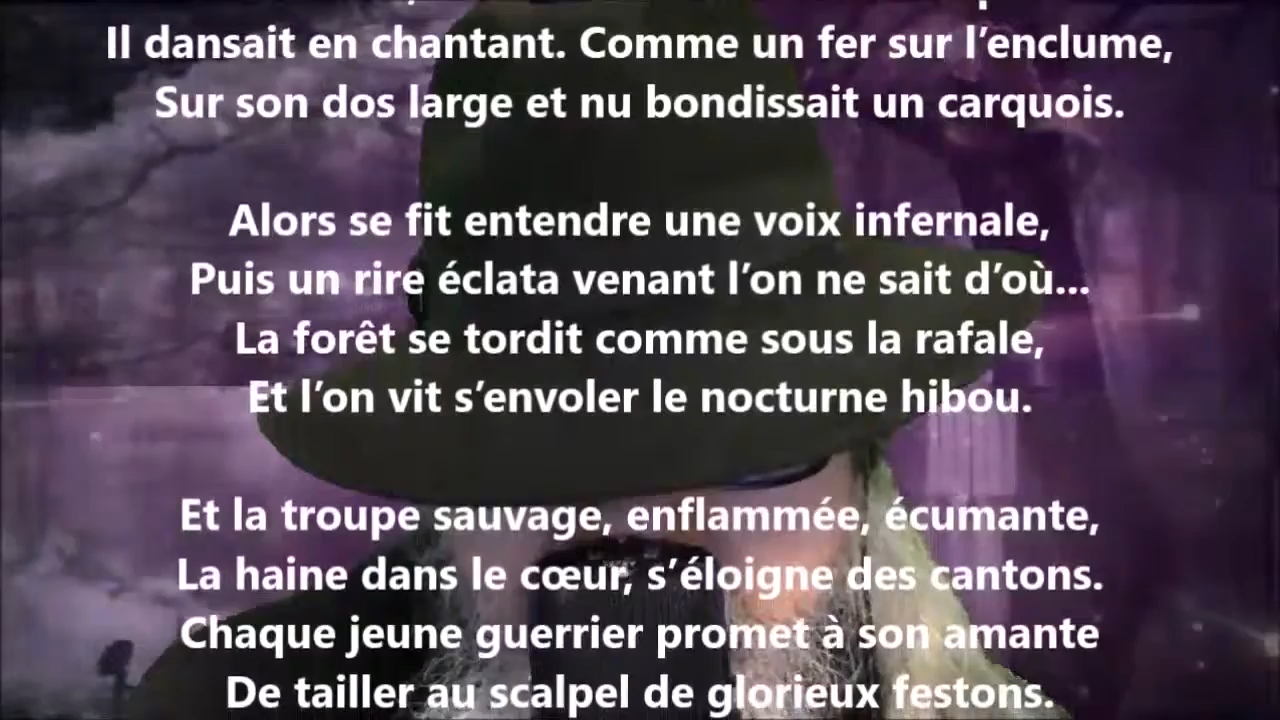 Il dansait en chantant. Comme un fer sur l’enclume,
Sur son dos large et nu bondissait un carquois.
Alors se fit entendre une voix infernale,
Puis un rire éclata venant l’on ne sait d’où...
La forêt se tordit comme sous la rafale,
Et l’on vit s’envoler le nocturne hibou.
Et la troupe sauvage, enflammée, écumante,
La haine dans le cœur, s’éloigne des cantons.
Chaque jeune guerrier promet à son amante
De tailler au scalpel de glorieux festons.